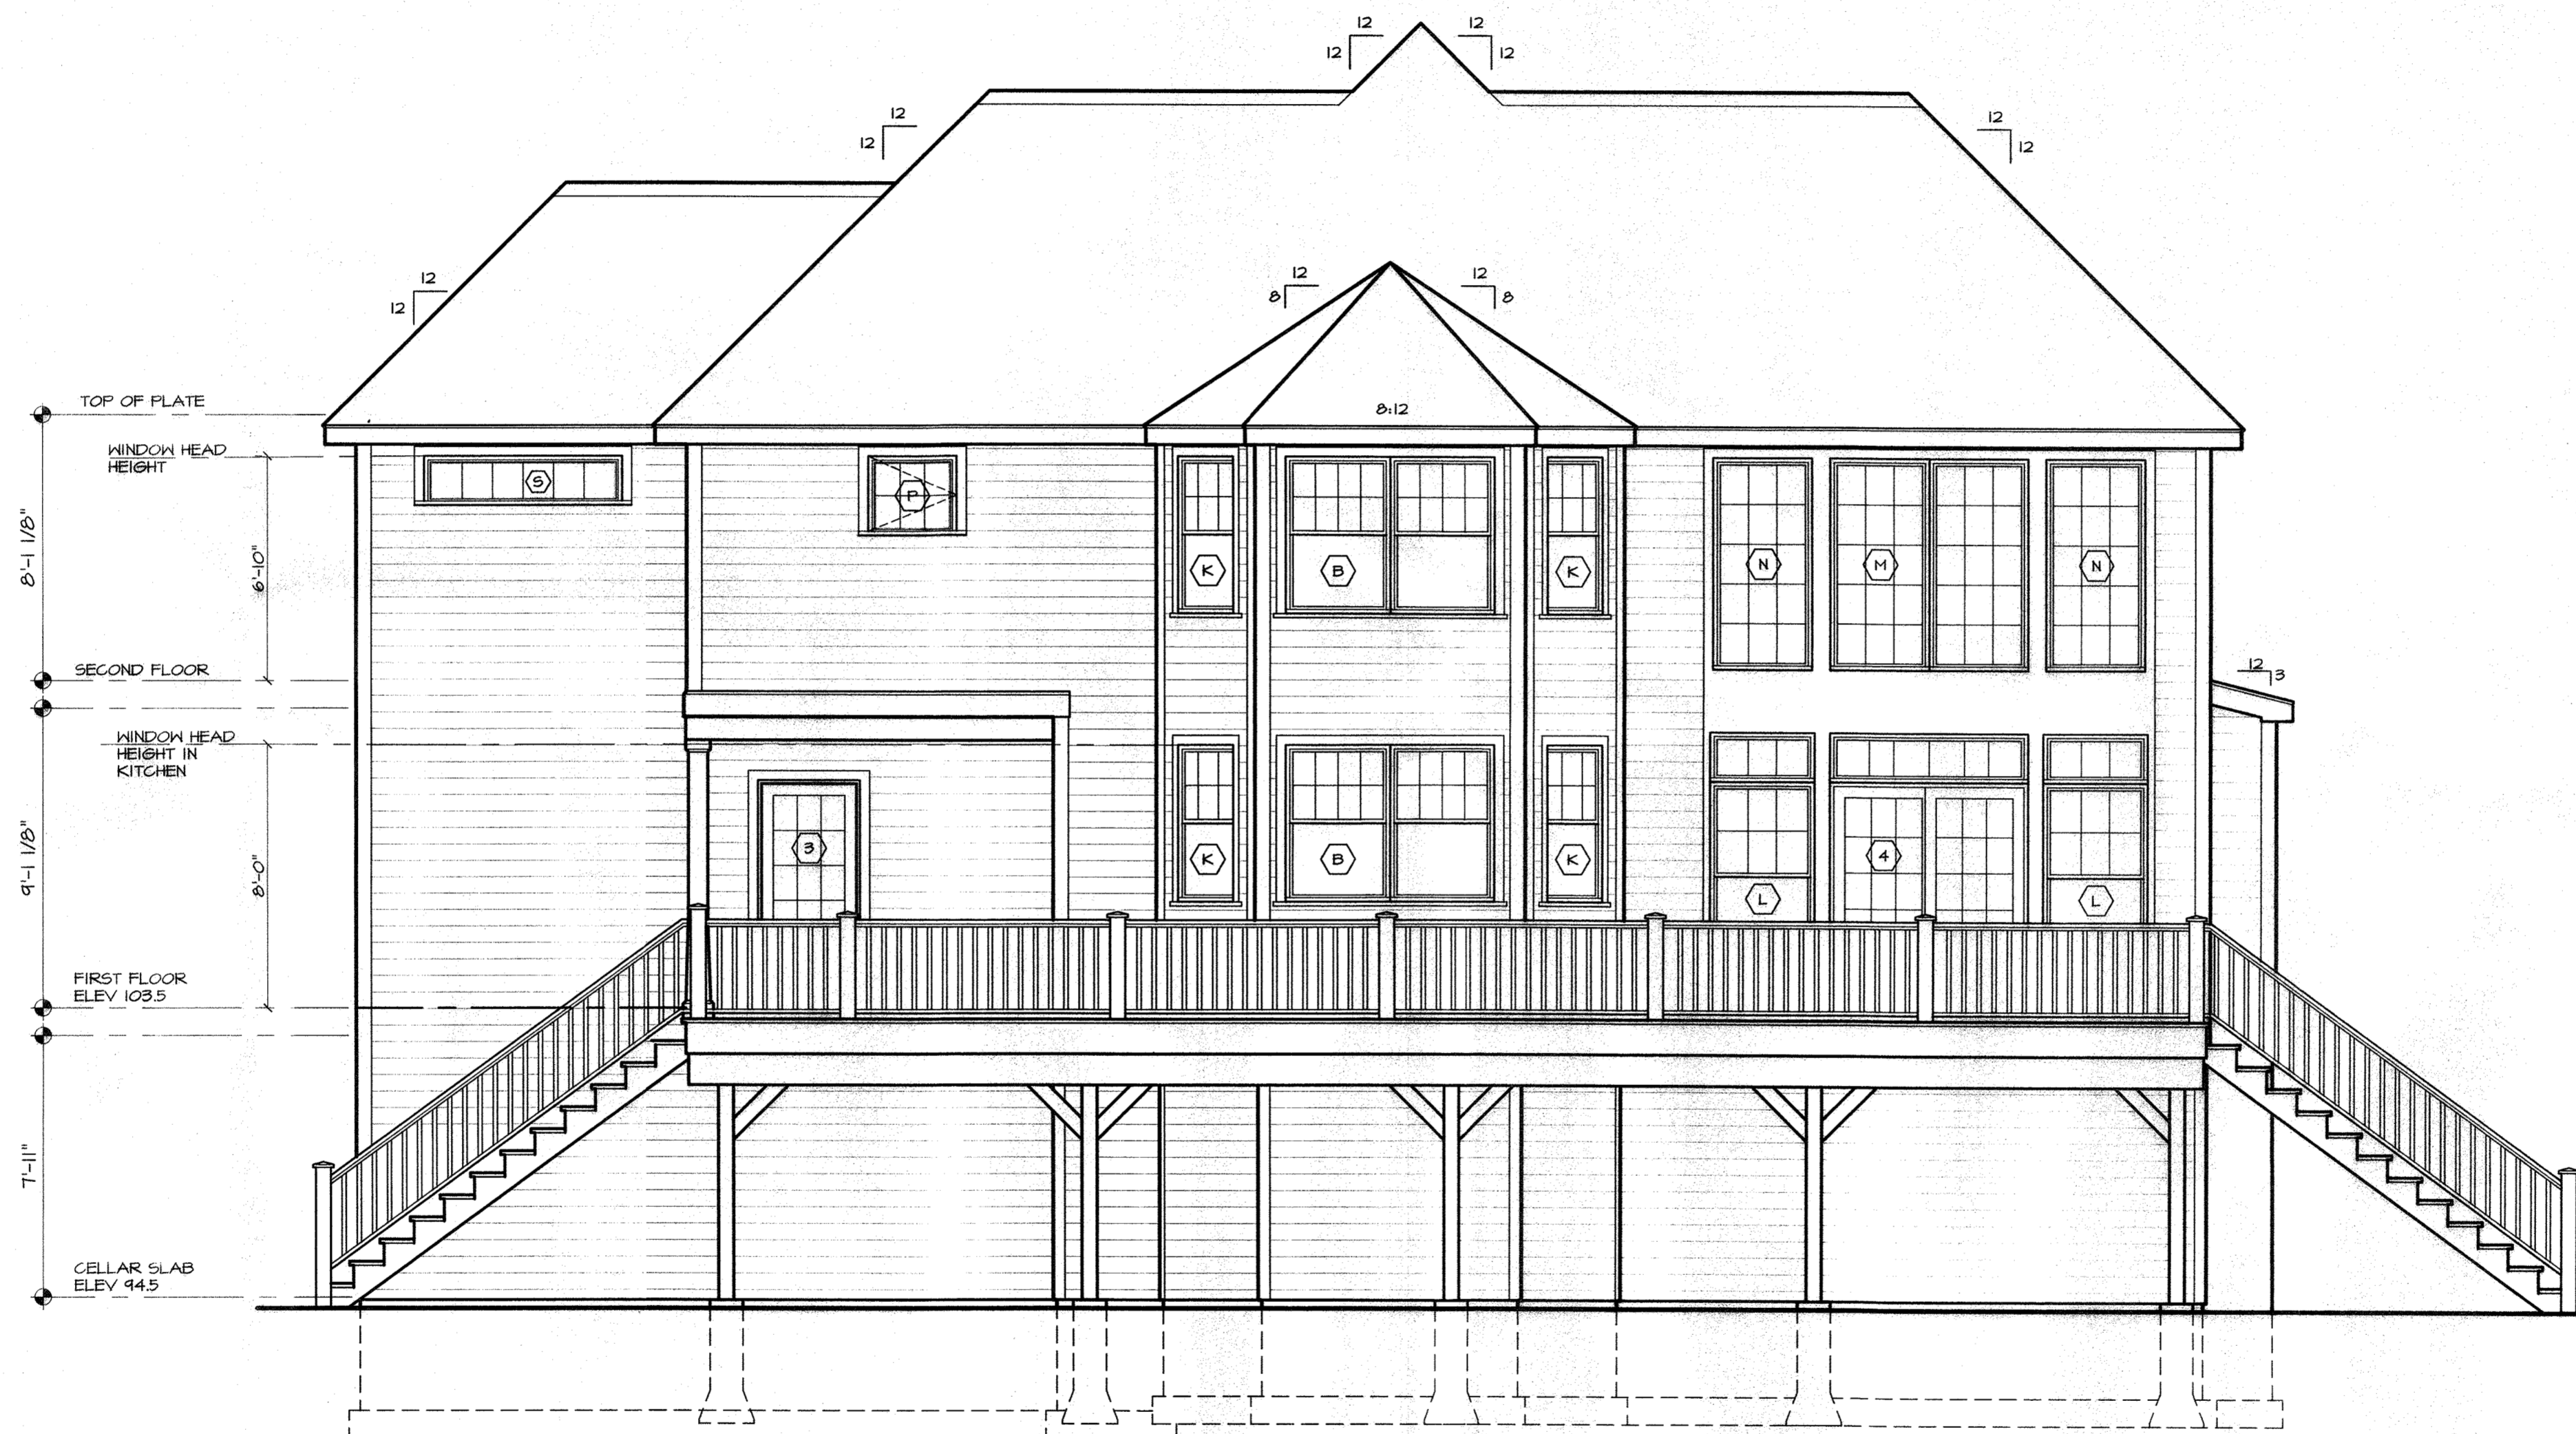 12
12
12
12
12
12
12
12
12
12
12
12
12
8
12
8
8:12
TOP OF PLATE
WINDOW HEAD
HEIGHT
8'-1 1/8"
6'-10"
S
P
K
B
K
N
M
N
SECOND FLOOR
12
3
WINDOW HEAD
HEIGHT IN
KITCHEN
9'-1 1/8"
8'-0"
3
K
B
K
4
L
L
FIRST FLOOR
ELEV 103.5
7'-11"
CELLAR SLAB
ELEV 94.5